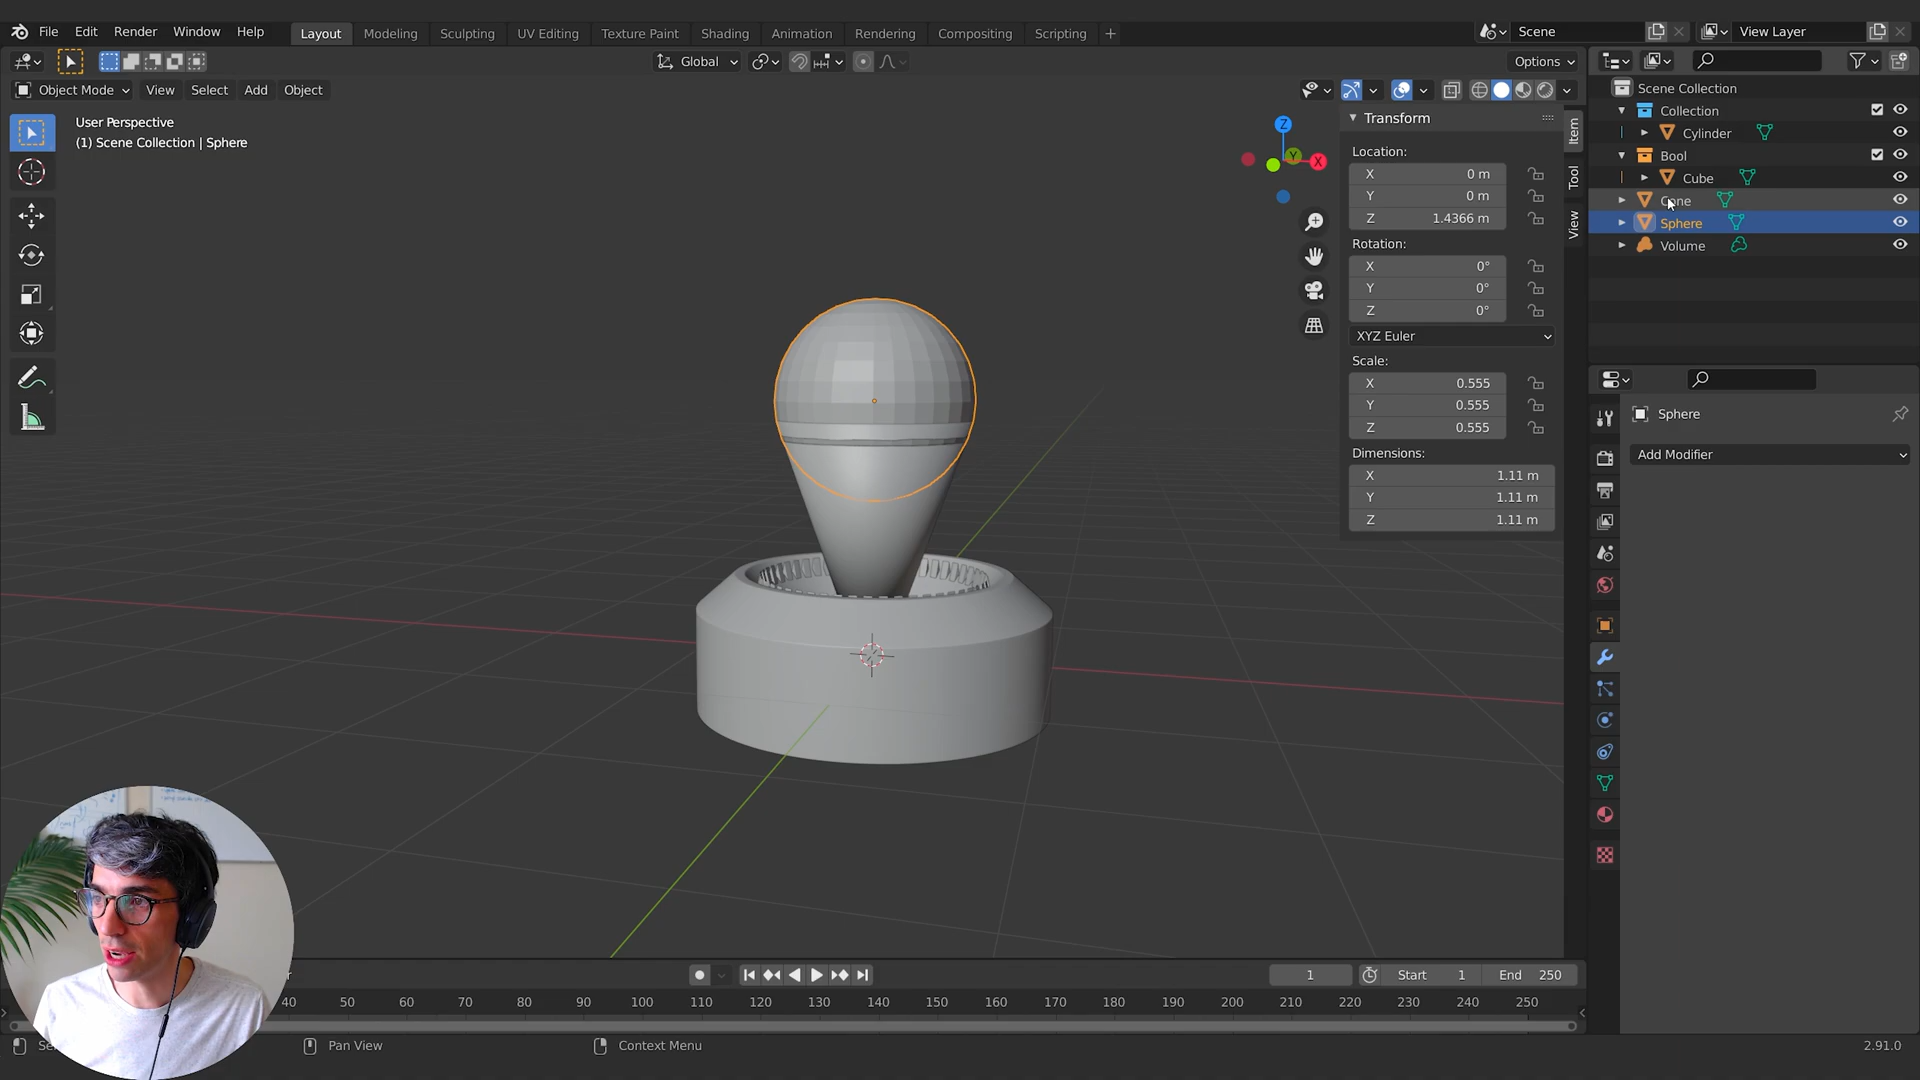 File Edit Render Window Help Layout Modeling Sculpting UV Editing Texture Paint Shading Animation Rendering Compositing Scripting + Scene View Layer
Global Options
Object Mode View Select Add Object
User Perspective
(1) Scene Collection | Sphere
Z
Y
X
Transform
Location:
X 0 m
Y 0 m
Z 1.4366 m
Rotation:
X 0°
Y 0°
Z 0°
XYZ Euler
Scale:
X 0.555
Y 0.555
Z 0.555
Dimensions:
X 1.11 m
Y 1.11 m
Z 1.11 m
Item
Tool
View
Scene Collection
Collection
Cylinder
Bool
Cube
Cone
Sphere
Volume
Sphere
Add Modifier
1 Start 1 End 250
40 50 60 70 80 90 100 110 120 130 140 150 160 170 180 190 200 210 220 230 240 250
Pan View Context Menu 2.91.0